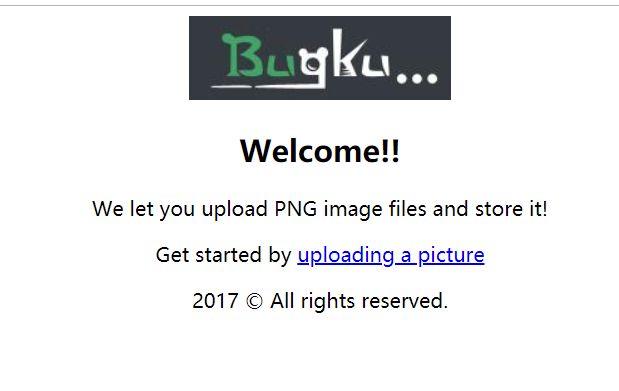 Bugku...
Welcome!!
We let you upload PNG image files and store it!
Get started by uploading a picture
2017 © All rights reserved.